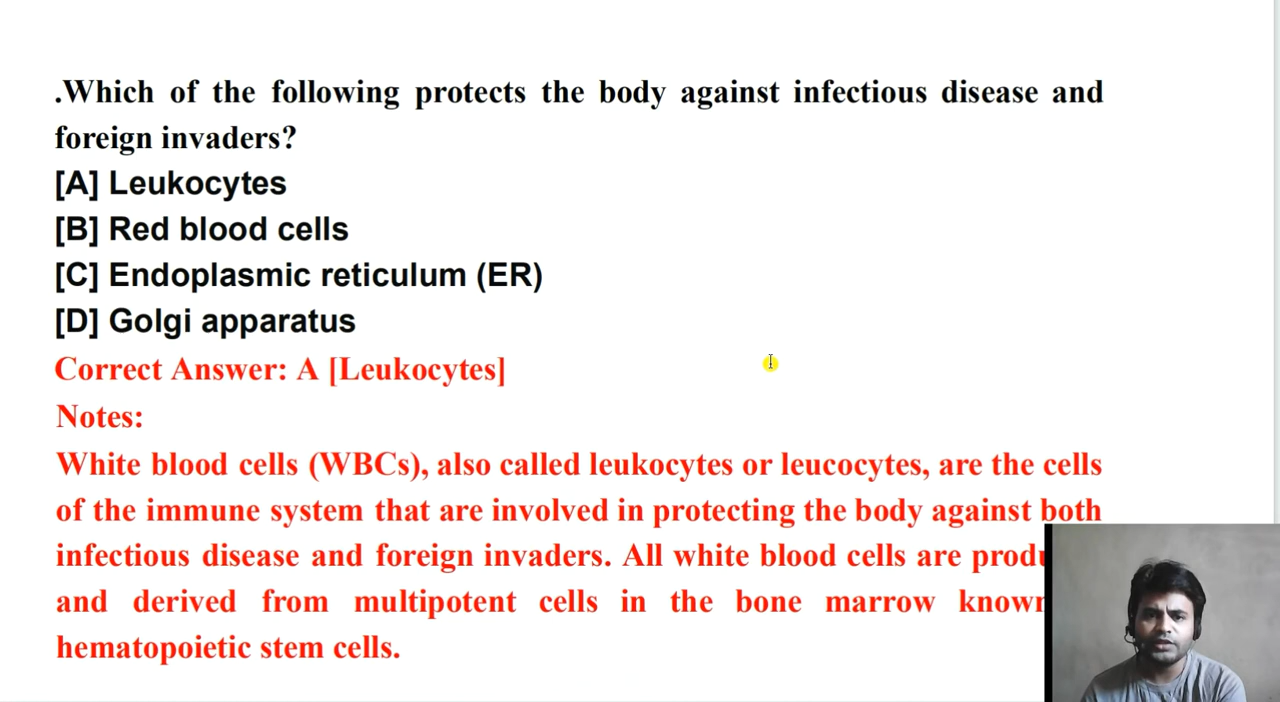 .Which of the following protects the body against infectious disease and
foreign invaders?
[A] Leukocytes
[B] Red blood cells
[C] Endoplasmic reticulum (ER)
[D] Golgi apparatus
Correct Answer: A [Leukocytes]
Notes:
White blood cells (WBCs), also called leukocytes or leucocytes, are the cells
of the immune system that are involved in protecting the body against both
infectious disease and foreign invaders. All white blood cells are
and derived from multipotent cells in the bone marrow known
hematopoietic stem cells.